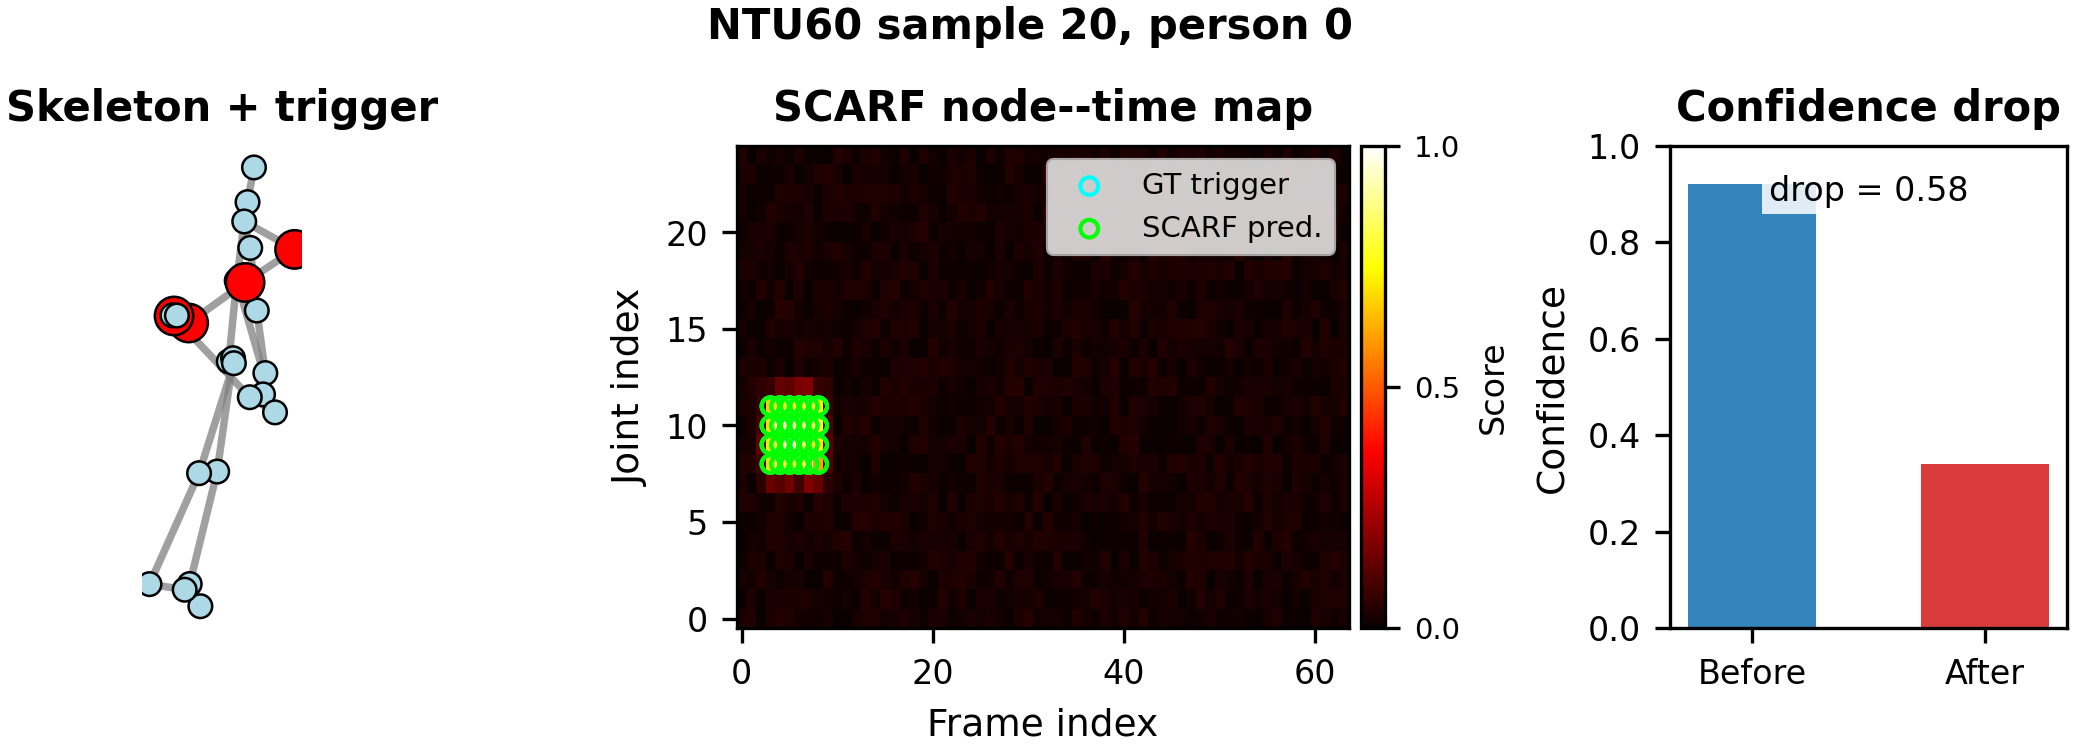 NTU60 sample 20, person 0
Skeleton + trigger
SCARF node--time map
GT trigger
SCARF pred.
20
15
10
5
0
Joint index
0
20
40
60
Frame index
1.0
0.5
0.0
Score
Confidence drop
drop = 0.58
1.0
0.8
0.6
0.4
0.2
0.0
Confidence
Before
After